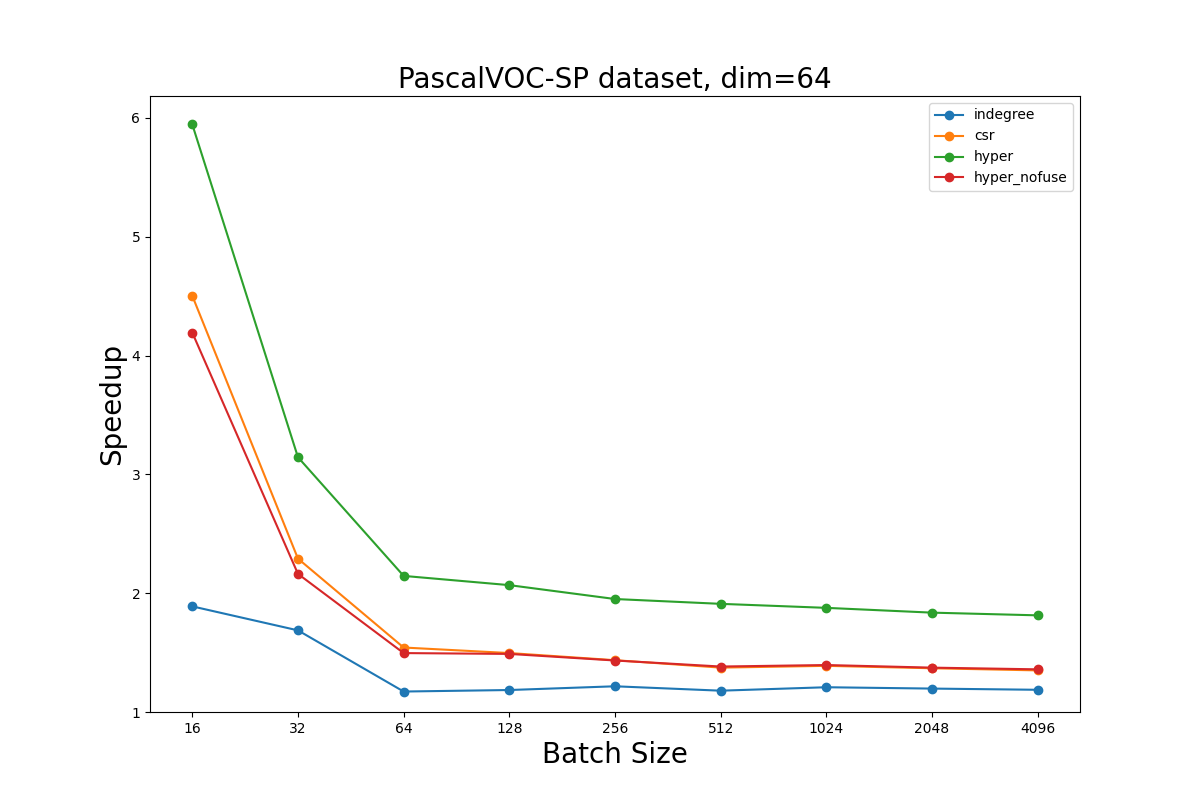 PascalVOC-SP dataset, dim=64
indegree
csr
hyper
hyper_nofuse
Speedup
6
5
4
3
2
1
16 32 64 128 256 512 1024 2048 4096
Batch Size